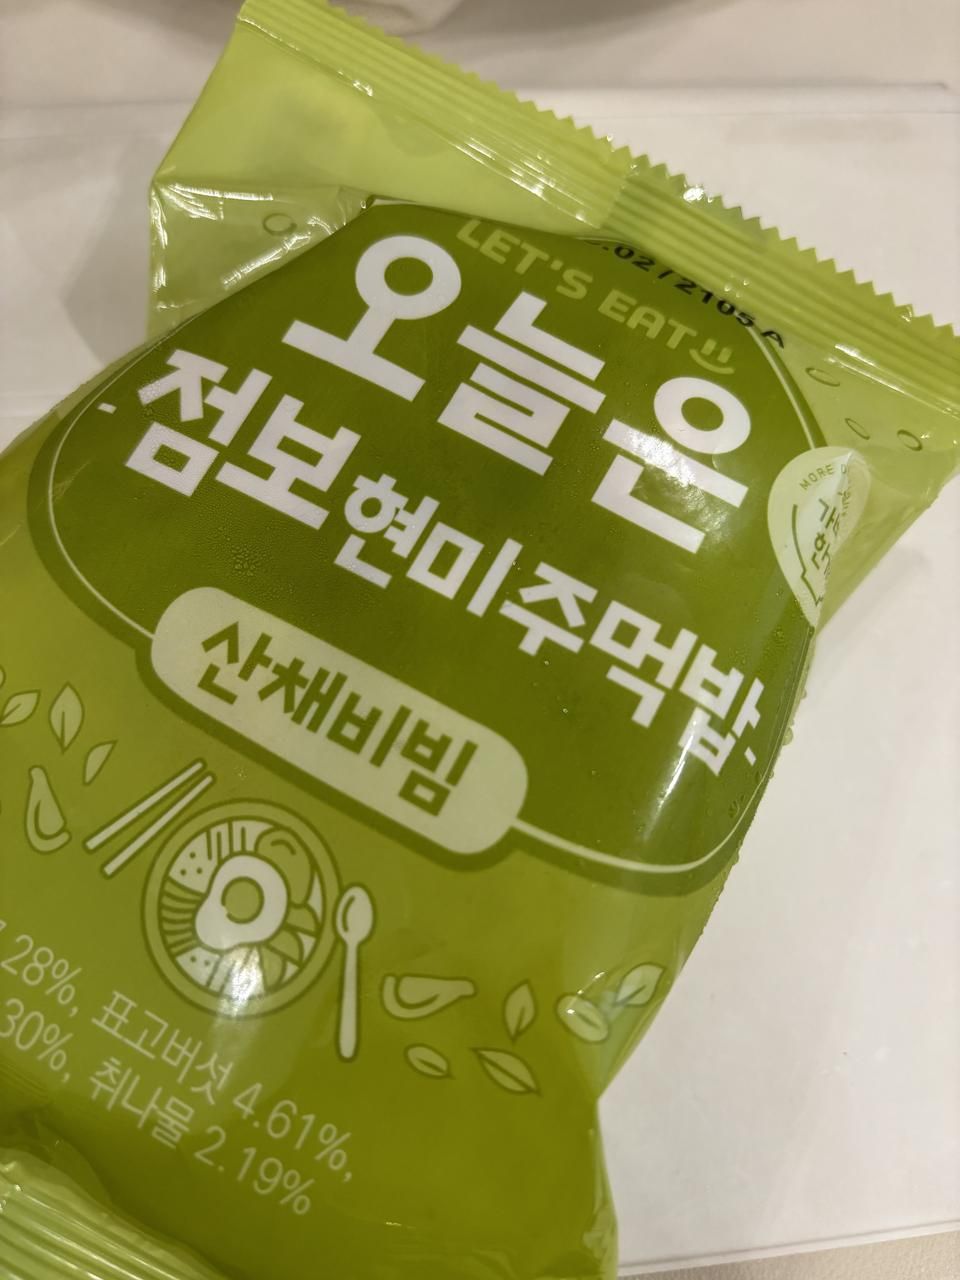 LET'S EAT
.02 / 2105 A
오늘은
점보 현미주먹밥
MORE
산채비빔
28%, 표고버섯 4.61%,
30%, 취나물 2.19%